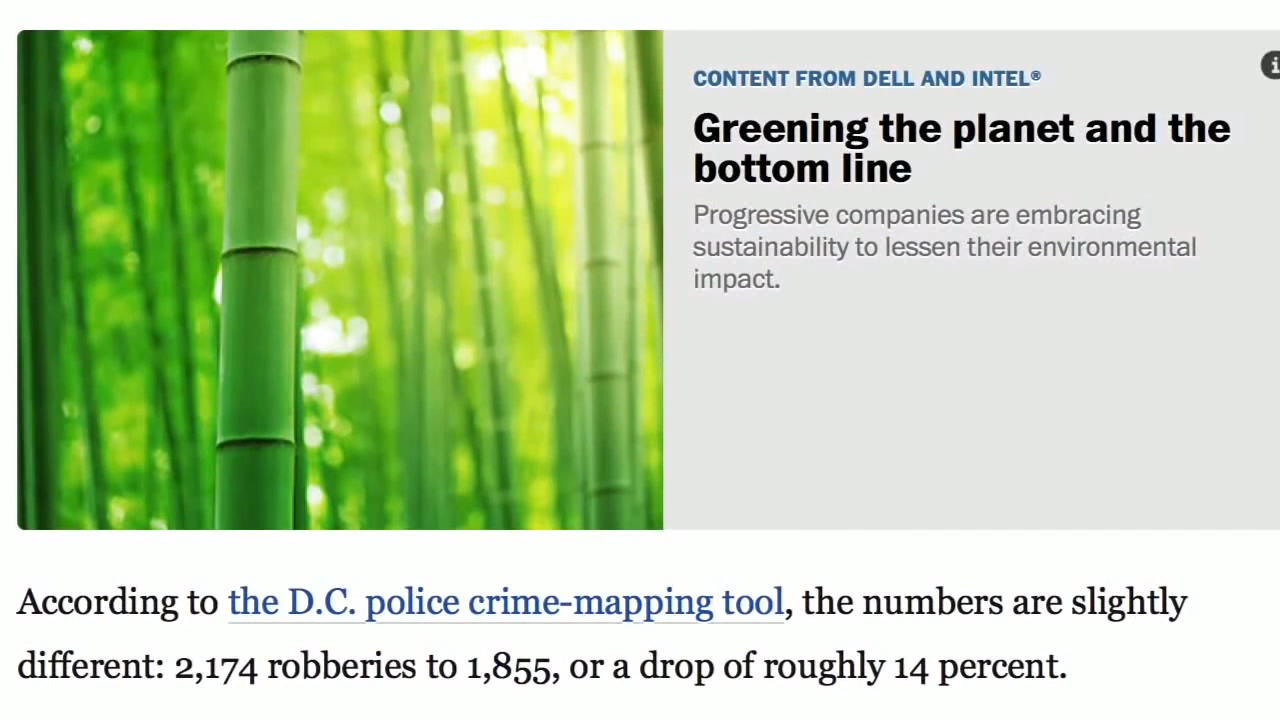 CONTENT FROM DELL AND INTEL®
Greening the planet and the
bottom line
Progressive companies are embracing
sustainability to lessen their environmental
impact.
i
According to the D.C. police crime-mapping tool, the numbers are slightly
different: 2,174 robberies to 1,855, or a drop of roughly 14 percent.